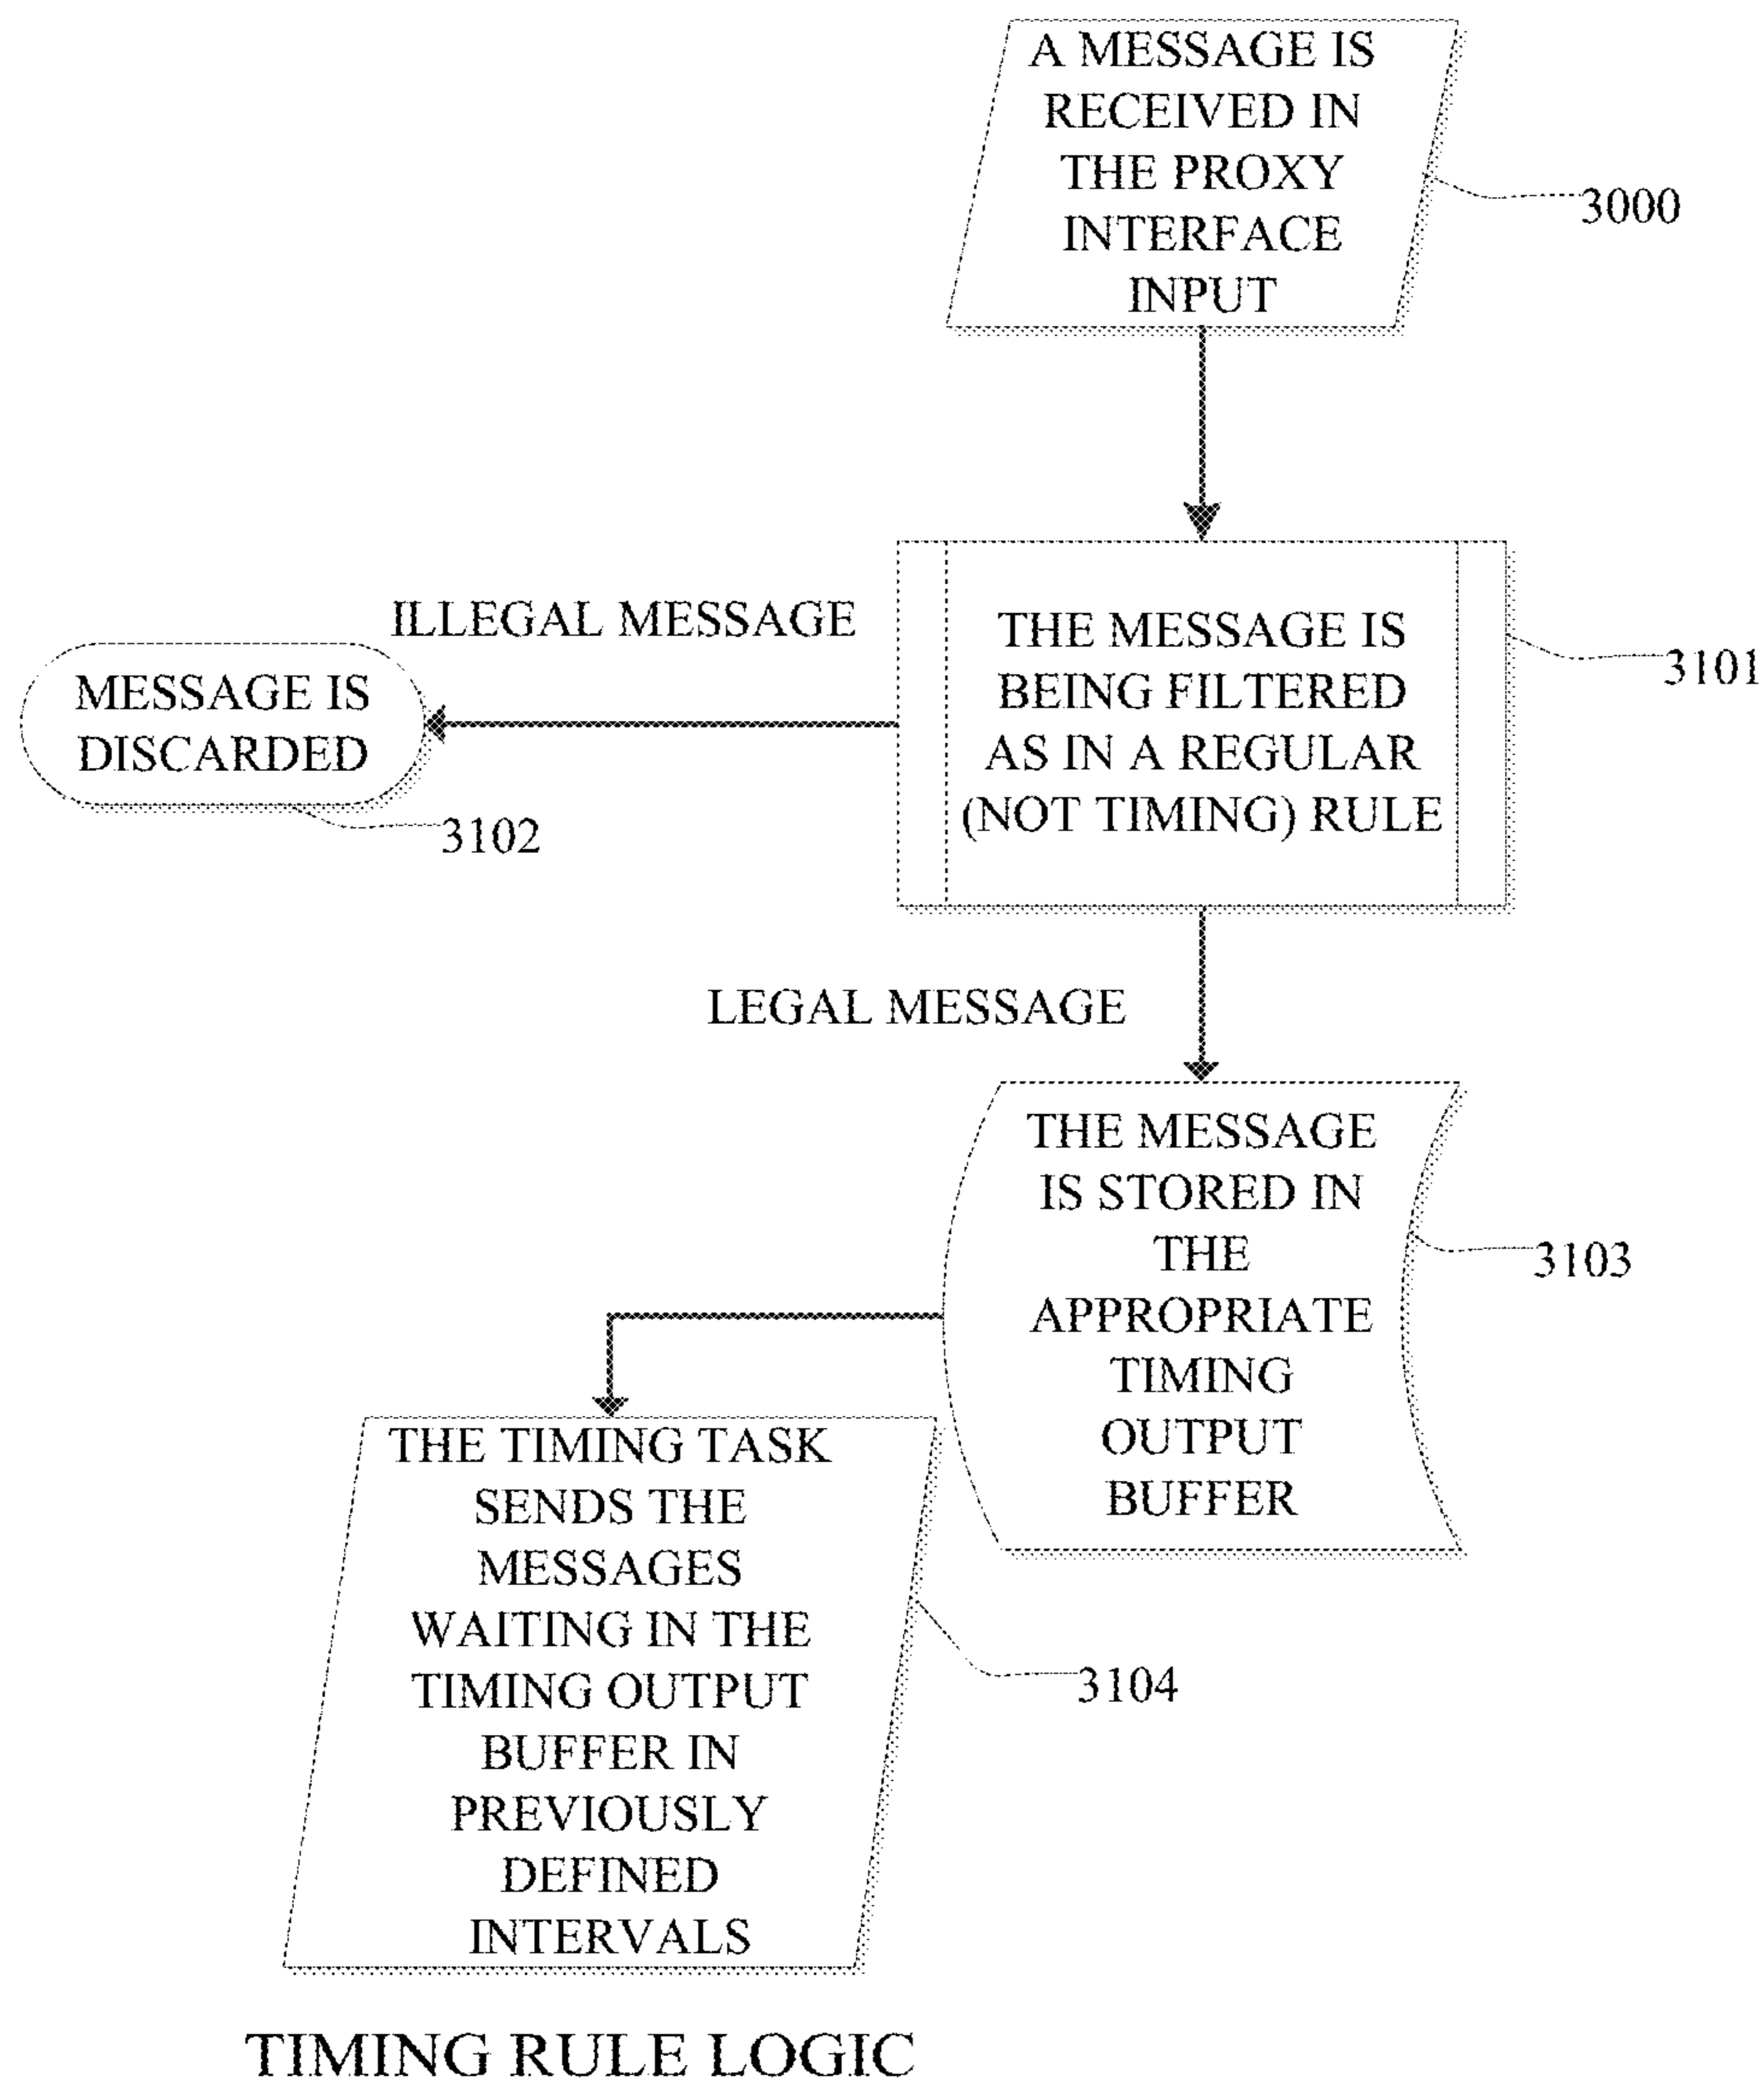 A MESSAGE IS
RECEIVED IN
THE PROXY
INTERFACE
INPUT
3000
ILLEGAL MESSAGE
THE MESSAGE IS
BEING FILTERED
AS IN A REGULAR
(NOT TIMING) RULE
3101
MESSAGE IS
DISCARDED
3102
LEGAL MESSAGE
THE MESSAGE
IS STORED IN
THE
APPROPRIATE
TIMING
OUTPUT
BUFFER
3103
THE TIMING TASK
SENDS THE
MESSAGES
WAITING IN THE
TIMING OUTPUT
BUFFER IN
PREVIOUSLY
DEFINED
INTERVALS
3104
TIMING RULE LOGIC